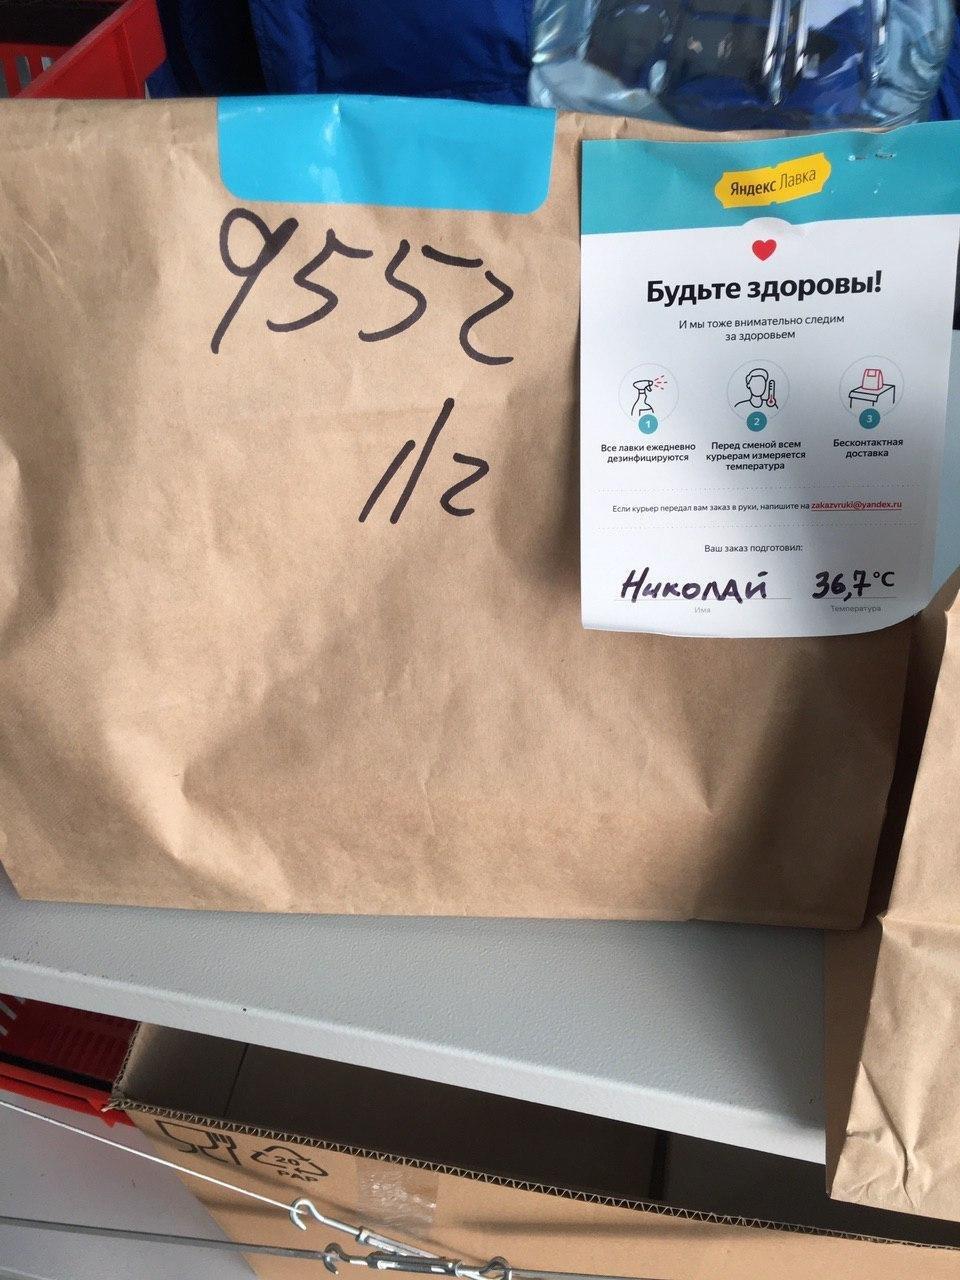 9552
1/2
Яндекс Лавка
Будьте здоровы!
И мы тоже внимательно следим
за здоровьем
1
Все лавки ежедневно
дезинфицируются
2
Перед сменой всем
курьерам измеряется
температура
3
Бесконтактная
доставка
Если курьер передал вам заказ в руки, напишите на zakazvruki@yandex.ru
Ваш заказ подготовил:
Николай 36,7 °C
Имя Температура
20
PAP